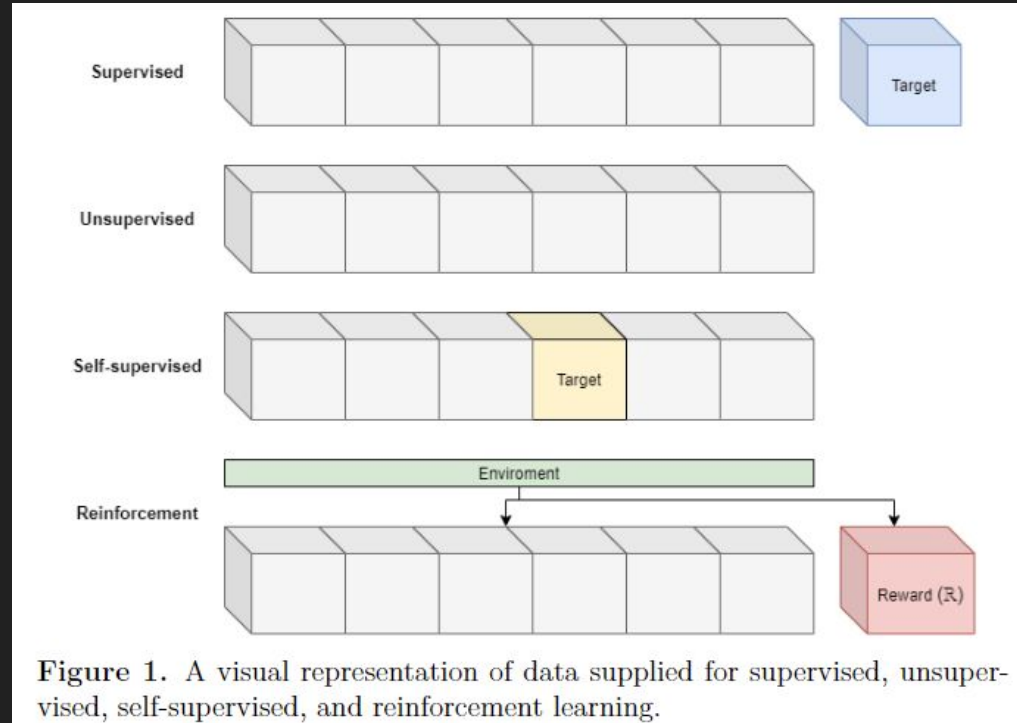 Supervised
Target
Unsupervised
Self-supervised
Target
Enviroment
Reinforcement
Reward (ℝ)
Figure 1. A visual representation of data supplied for supervised, unsuper-
vised, self-supervised, and reinforcement learning.